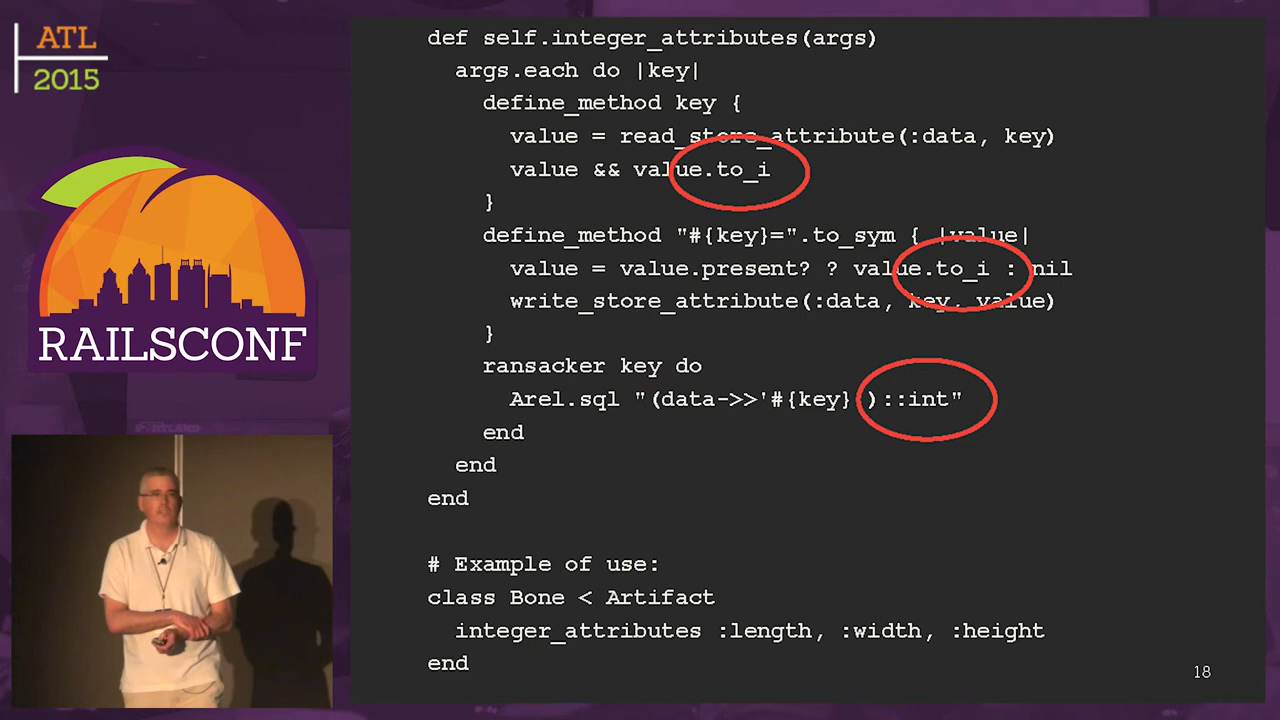 ATL
2015
RAILSCONF
def self.integer_attributes(args)
  args.each do |key|
    define_method key {
      value = read_store_attribute(:data, key)
      value && value.to_i
    }
    define_method "#{key}=".to_sym { |value|
      value = value.present? ? value.to_i : nil
      write_store_attribute(:data, key, value)
    }
    ransacker key do
      Arel.sql "(data->>'#{key}')::int"
    end
  end
end
# Example of use:
class Bone < Artifact
  integer_attributes :length, :width, :height
end
18